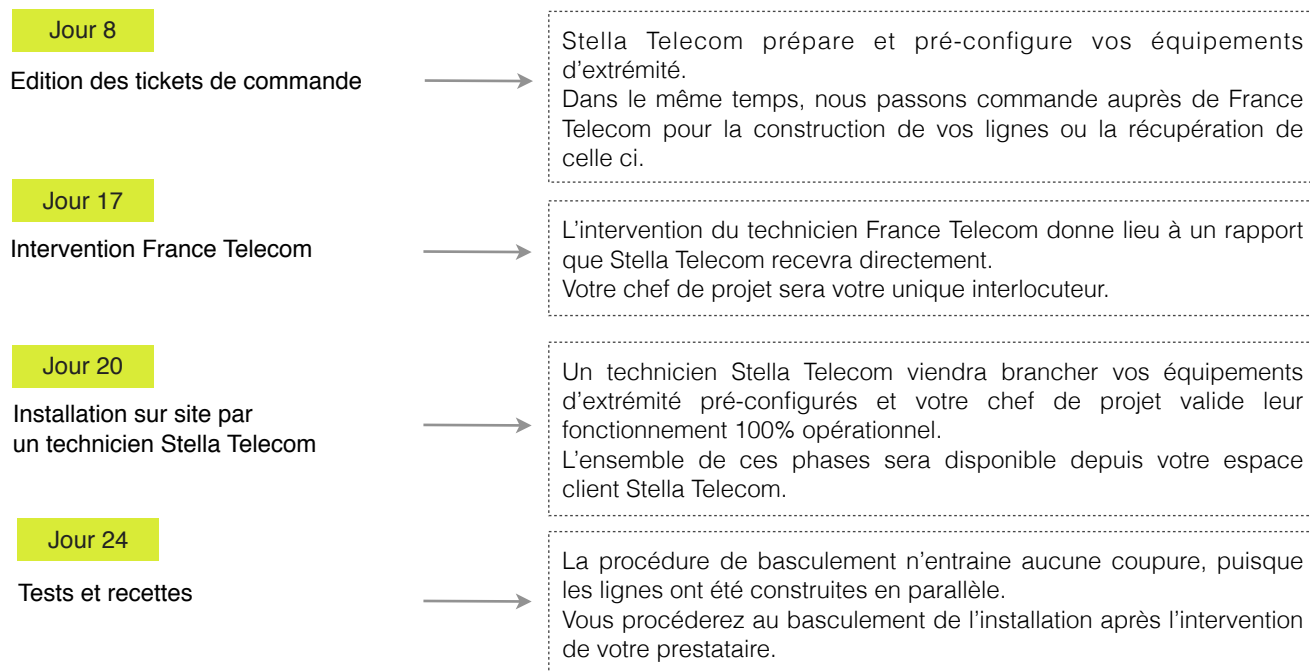 Jour 8
Edition des tickets de commande
Stella Telecom prépare et pré-configure vos équipements
d’extrémité.
Dans le même temps, nous passons commande auprès de France
Telecom pour la construction de vos lignes ou la récupération de
celle ci.
Jour 17
Intervention France Telecom
L’intervention du technicien France Telecom donne lieu à un rapport
que Stella Telecom recevra directement.
Votre chef de projet sera votre unique interlocuteur.
Jour 20
Installation sur site par
un technicien Stella Telecom
Un technicien Stella Telecom viendra brancher vos équipements
d’extrémité pré-configurés et votre chef de projet valide leur
fonctionnement 100% opérationnel.
L’ensemble de ces phases sera disponible depuis votre espace
client Stella Telecom.
Jour 24
Tests et recettes
La procédure de basculement n’entraine aucune coupure, puisque
les lignes ont été construites en parallèle.
Vous procéderez au basculement de l’installation après l’intervention
de votre prestataire.